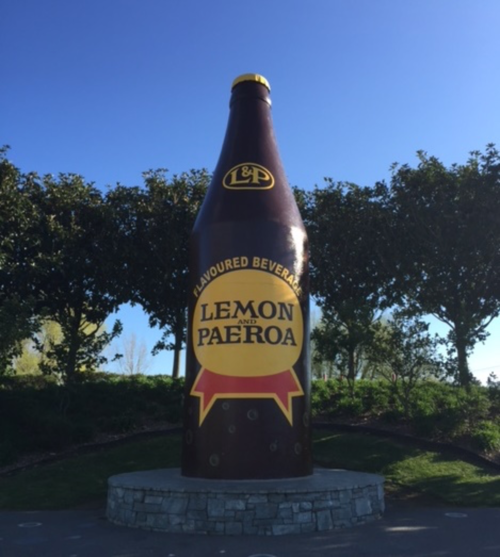 L&P
FLAVOURED BEVERAGE
LEMON
AND
PAEROA